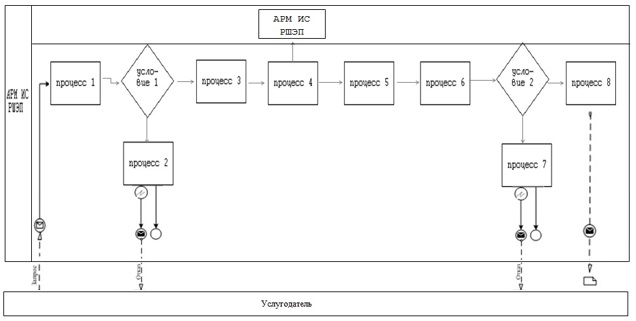 АРМ ИС
РШЭП
АРМ ИС
РШЭП
процесс 1
усло-
вие 1
процесс 3
процесс 4
процесс 5
процесс 6
усло-
вие 2
процесс 8
процесс 2
процесс 7
Запрос
Отказ
Отказ
Услугодатель